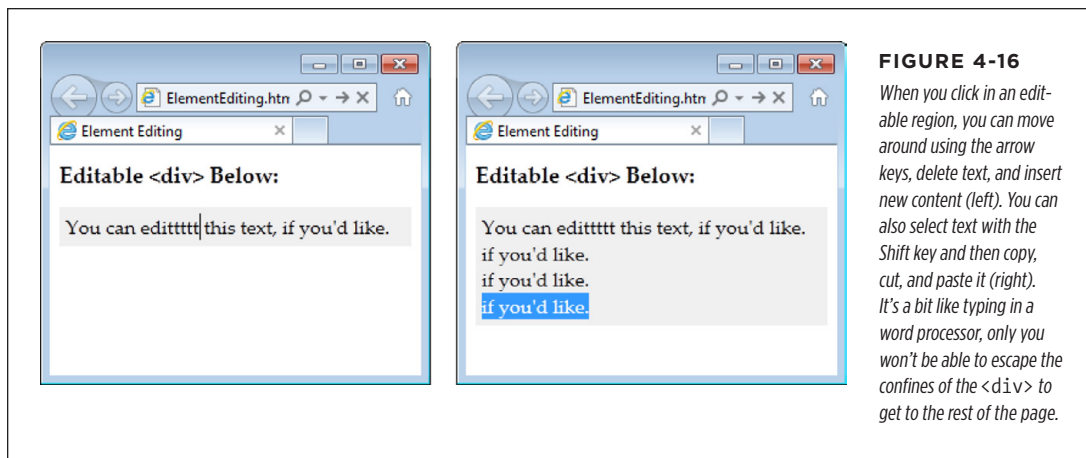 ElementEditing.htn
Element Editing
Editable <div> Below:
You can edittttt this text, if you'd like.
ElementEditing.htn
Element Editing
Editable <div> Below:
You can edittttt this text, if you'd like.
if you'd like.
if you'd like.
if you'd like.
FIGURE 4-16
When you click in an edit-
able region, you can move
around using the arrow
keys, delete text, and insert
new content (left). You can
also select text with the
Shift key and then copy,
cut, and paste it (right).
It's a bit like typing in a
word processor, only you
won't be able to escape the
confines of the <div> to
get to the rest of the page.